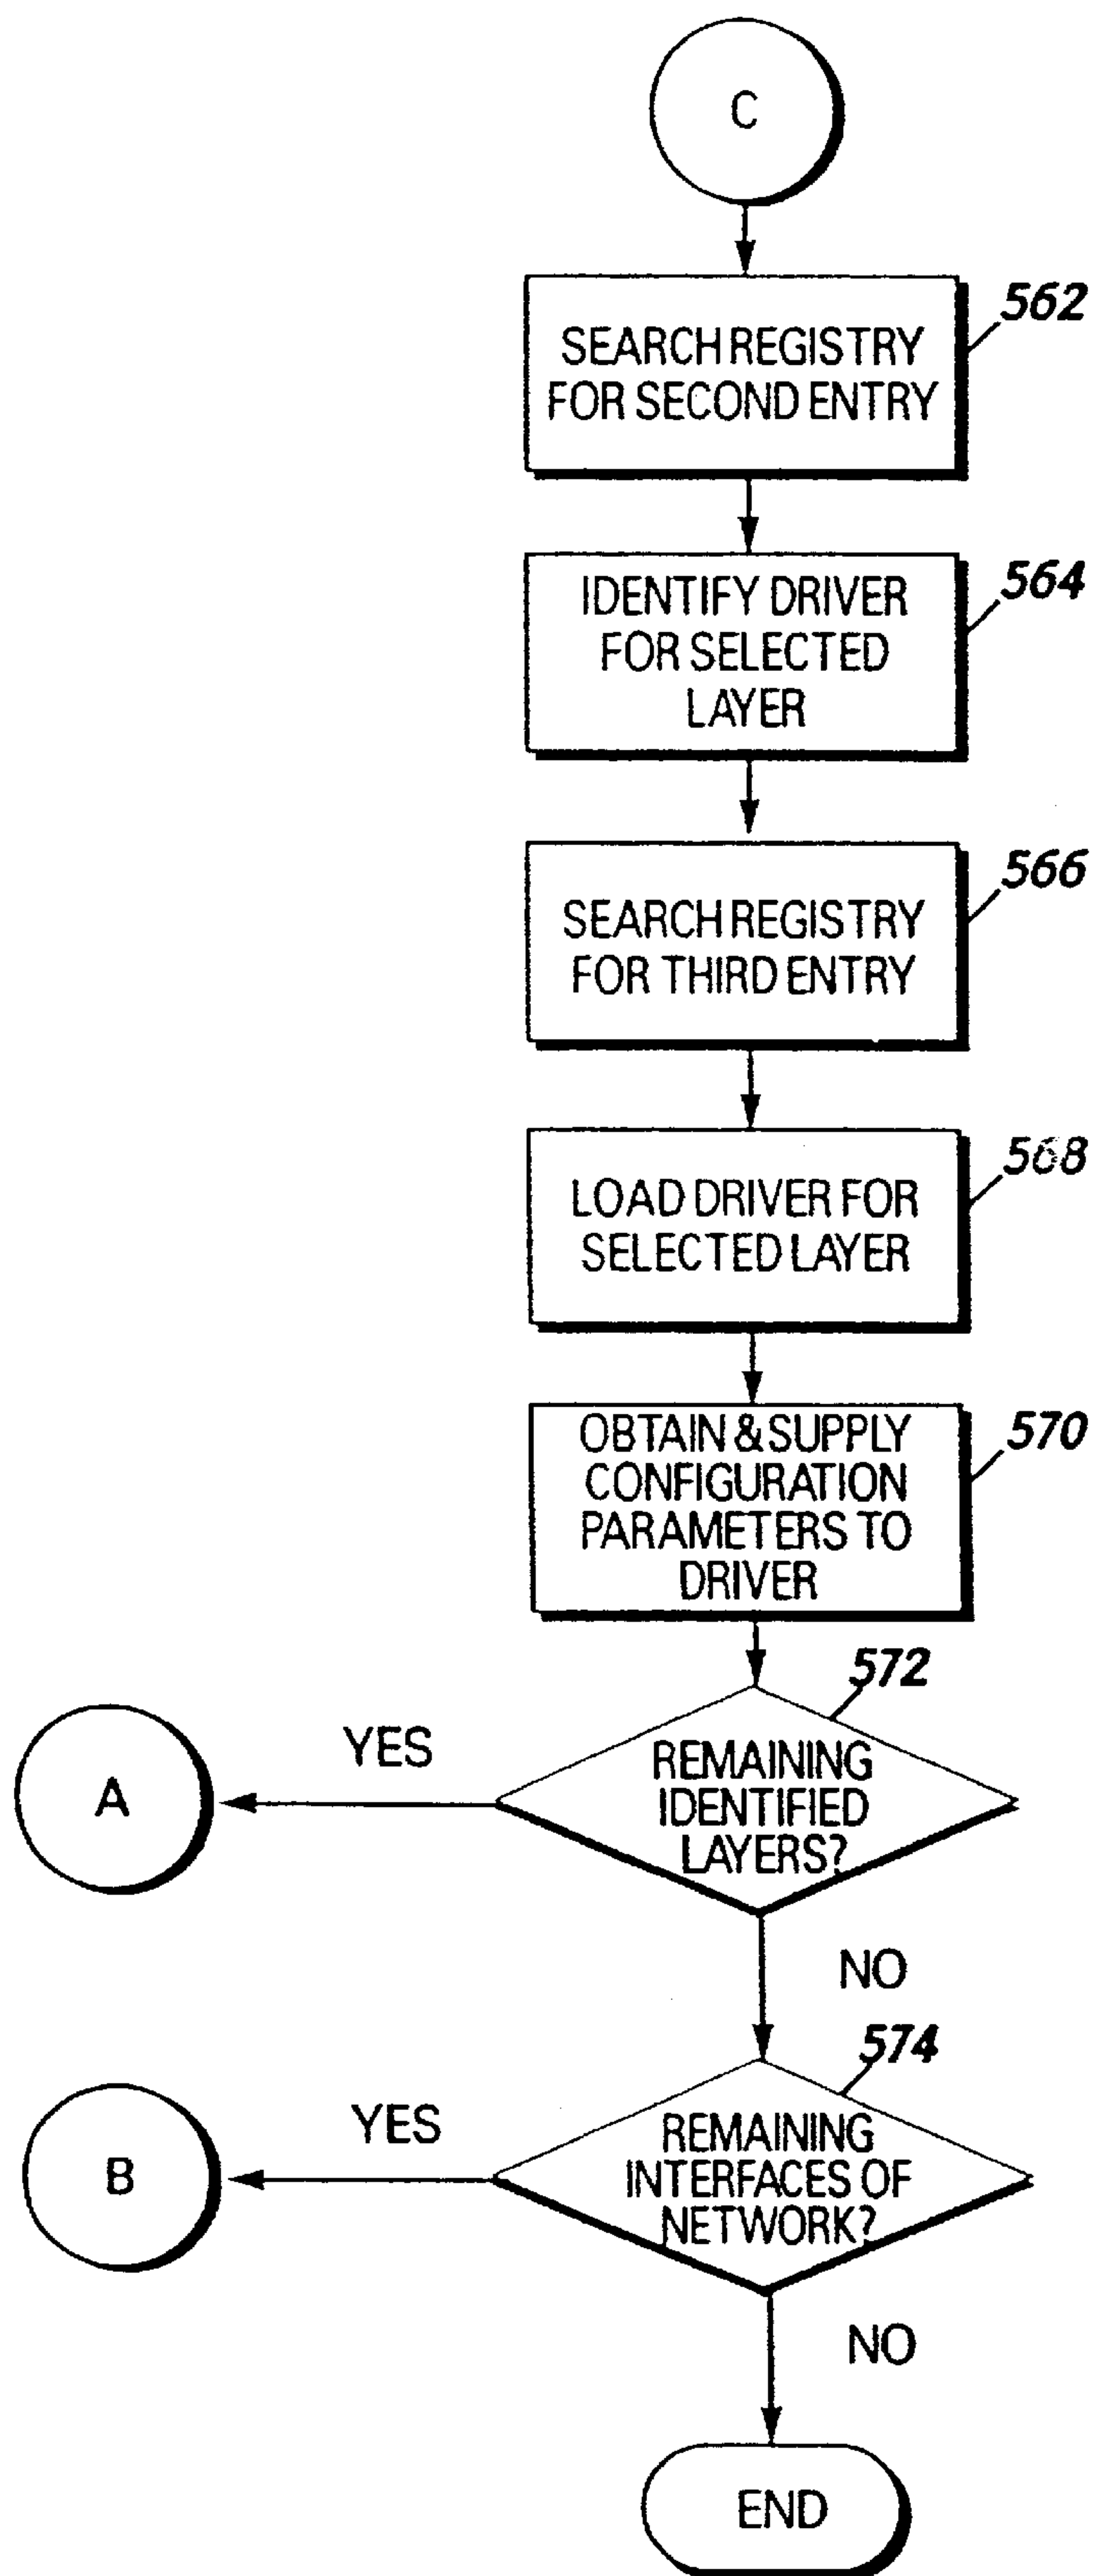 C
562
SEARCH REGISTRY
FOR SECOND ENTRY
564
IDENTIFY DRIVER
FOR SELECTED
LAYER
566
SEARCH REGISTRY
FOR THIRD ENTRY
568
LOAD DRIVER FOR
SELECTED LAYER
570
OBTAIN & SUPPLY
CONFIGURATION
PARAMETERS TO
DRIVER
572
YES
A
REMAINING
IDENTIFIED
LAYERS?
NO
574
YES
B
REMAINING
INTERFACES OF
NETWORK?
NO
END